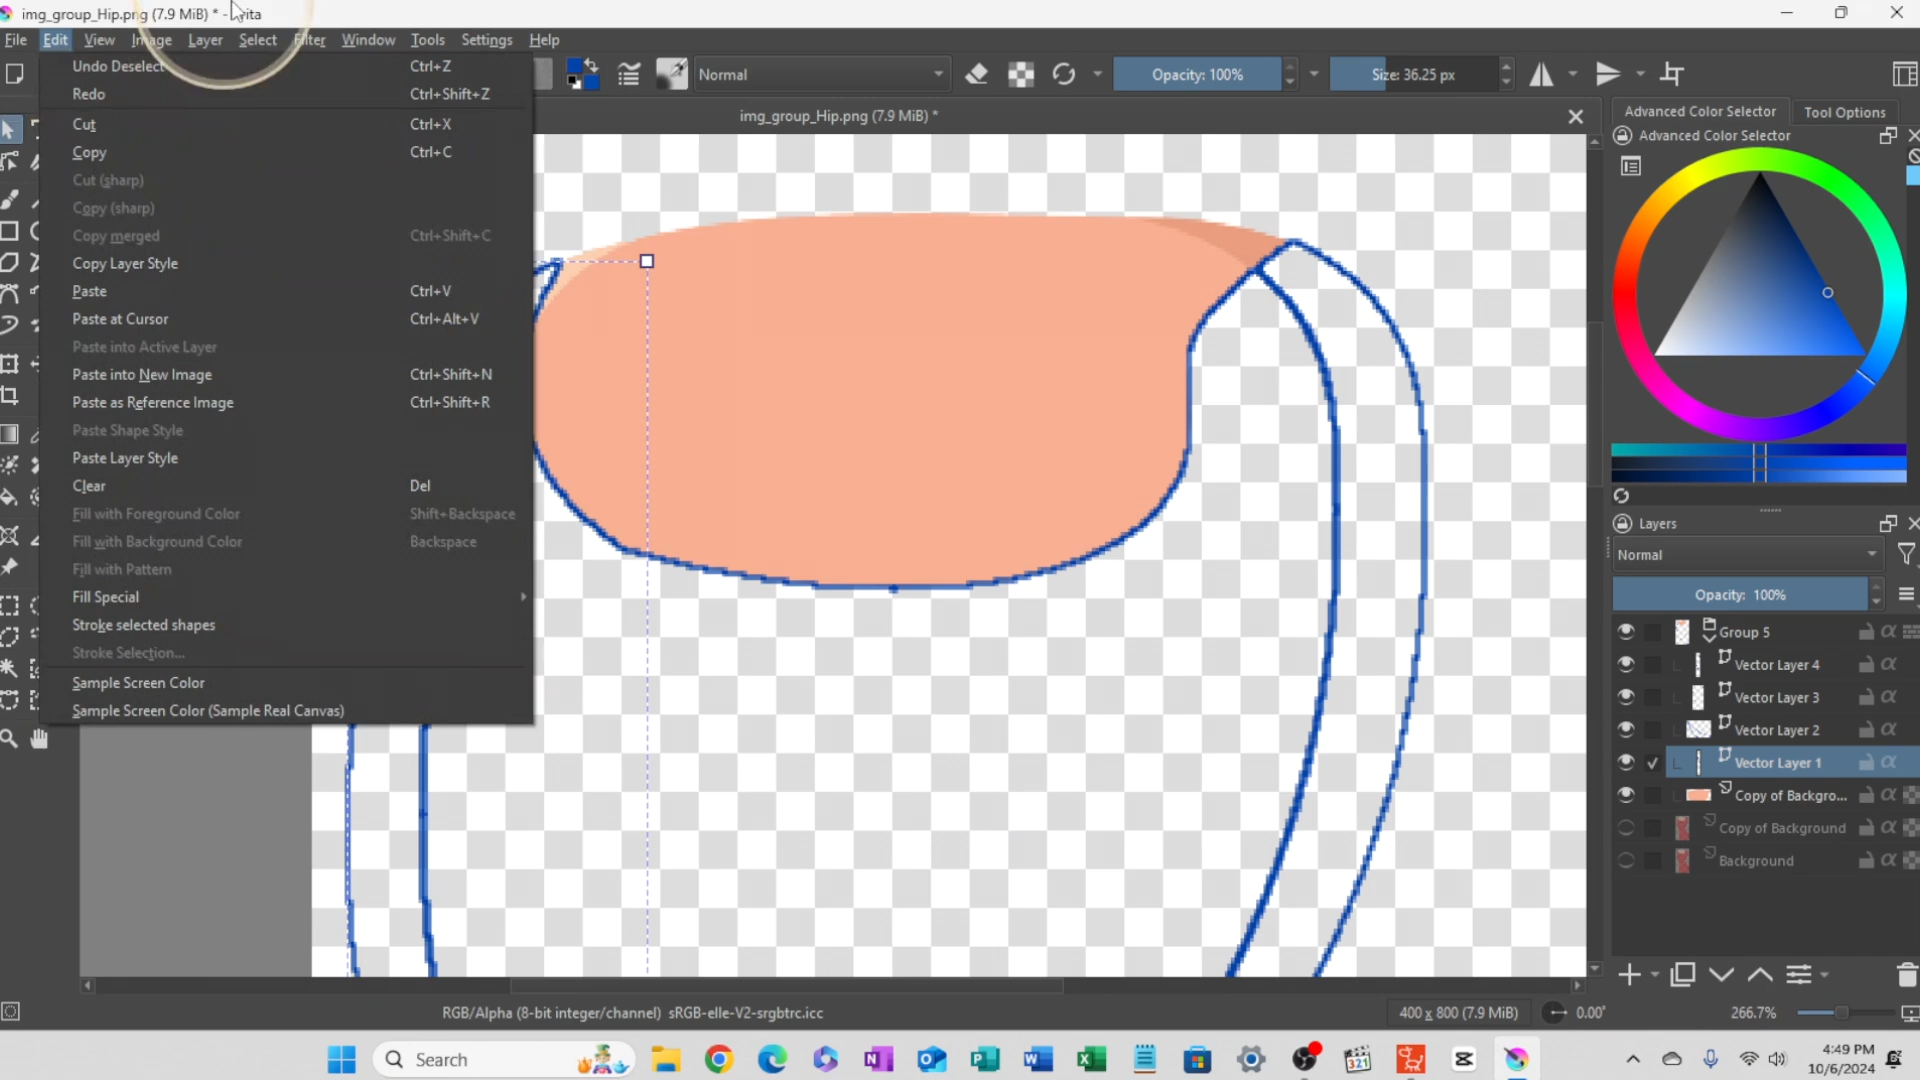 img_group_Hip.png (7.9 MiB) * - Krita
File Edit View Image Layer Select Filter Window Tools Settings Help
Undo Deselect Ctrl+Z
Redo Ctrl+Shift+Z
Cut Ctrl+X
Copy Ctrl+C
Cut (sharp)
Copy (sharp)
Copy merged Ctrl+Shift+C
Copy Layer Style
Paste Ctrl+V
Paste at Cursor Ctrl+Alt+V
Paste into Active Layer
Paste into New Image Ctrl+Shift+N
Paste as Reference Image Ctrl+Shift+R
Paste Shape Style
Paste Layer Style
Clear Del
Fill with Foreground Color Shift+Backspace
Fill with Background Color Backspace
Fill with Pattern
Fill Special
Stroke selected shapes
Stroke Selection...
Sample Screen Color
Sample Screen Color (Sample Real Canvas)
Normal
Opacity: 100%
Size: 36.25 px
img_group_Hip.png (7.9 MiB) *
Advanced Color Selector Tool Options
Advanced Color Selector
Layers
Normal
Opacity: 100%
Group 5
Vector Layer 4
Vector Layer 3
Vector Layer 2
Vector Layer 1
Copy of Backgro...
Copy of Background
Background
RGB/Alpha (8-bit integer/channel) sRGB-elle-V2-srgbtrc.icc
400 x 800 (7.9 MiB)
0.00°
266.7%
Search
321
4:49 PM
10/6/2024